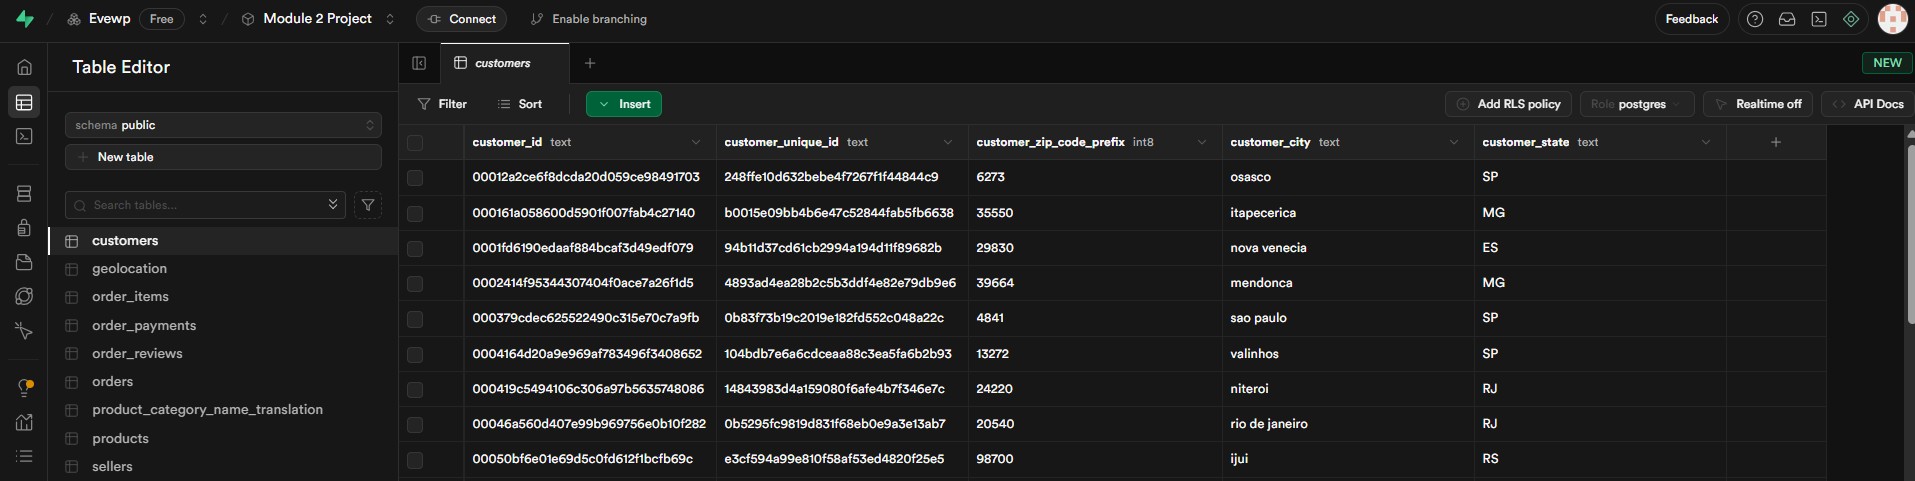 Evewp Free Module 2 Project Connect Enable branching Feedback
Table Editor
customers
NEW
schema public
New table
Search tables...
customers
geolocation
order_items
order_payments
order_reviews
orders
product_category_name_translation
products
sellers
Filter Sort Insert Add RLS policy Role postgres Realtime off API Docs
customer_id text customer_unique_id text customer_zip_code_prefix int8 customer_city text customer_state text
00012a2ce6f8dcda20d059ce98491703 248ffe10d632bebe4f7267f1f44844c9 6273 osasco SP
000161a058600d5901f007fab4c27140 b0015e09bb4b6e47c52844fab5fb6638 35550 itapecerica MG
0001fd6190edaaf884bcaf3d49edf079 94b11d37cd61cb2994a194d11f89682b 29830 nova venecia ES
0002414f95344307404f0ace7a26f1d5 4893ad4ea28b2c5b3ddf4e82e79db9e6 39664 mendonca MG
000379cdec625522490c315e70c7a9fb 0b83f73b19c2019e182fd552c048a22c 4841 sao paulo SP
0004164d20a9e969af783496f3408652 104bdb7e6a6cdceaa88c3ea5fa6b2b93 13272 valinhos SP
000419c5494106c306a97b5635748086 14843983d4a159080f6afe4b7f346e7c 24220 niteroi RJ
00046a560d407e99b969756e0b10f282 0b5295fc9819d831f68eb0e9a3e13ab7 20540 rio de janeiro RJ
00050bf6e01e69d5c0fd612f1bcfb69c e3cf594a99e810f58af53ed4820f25e5 98700 ijui RS